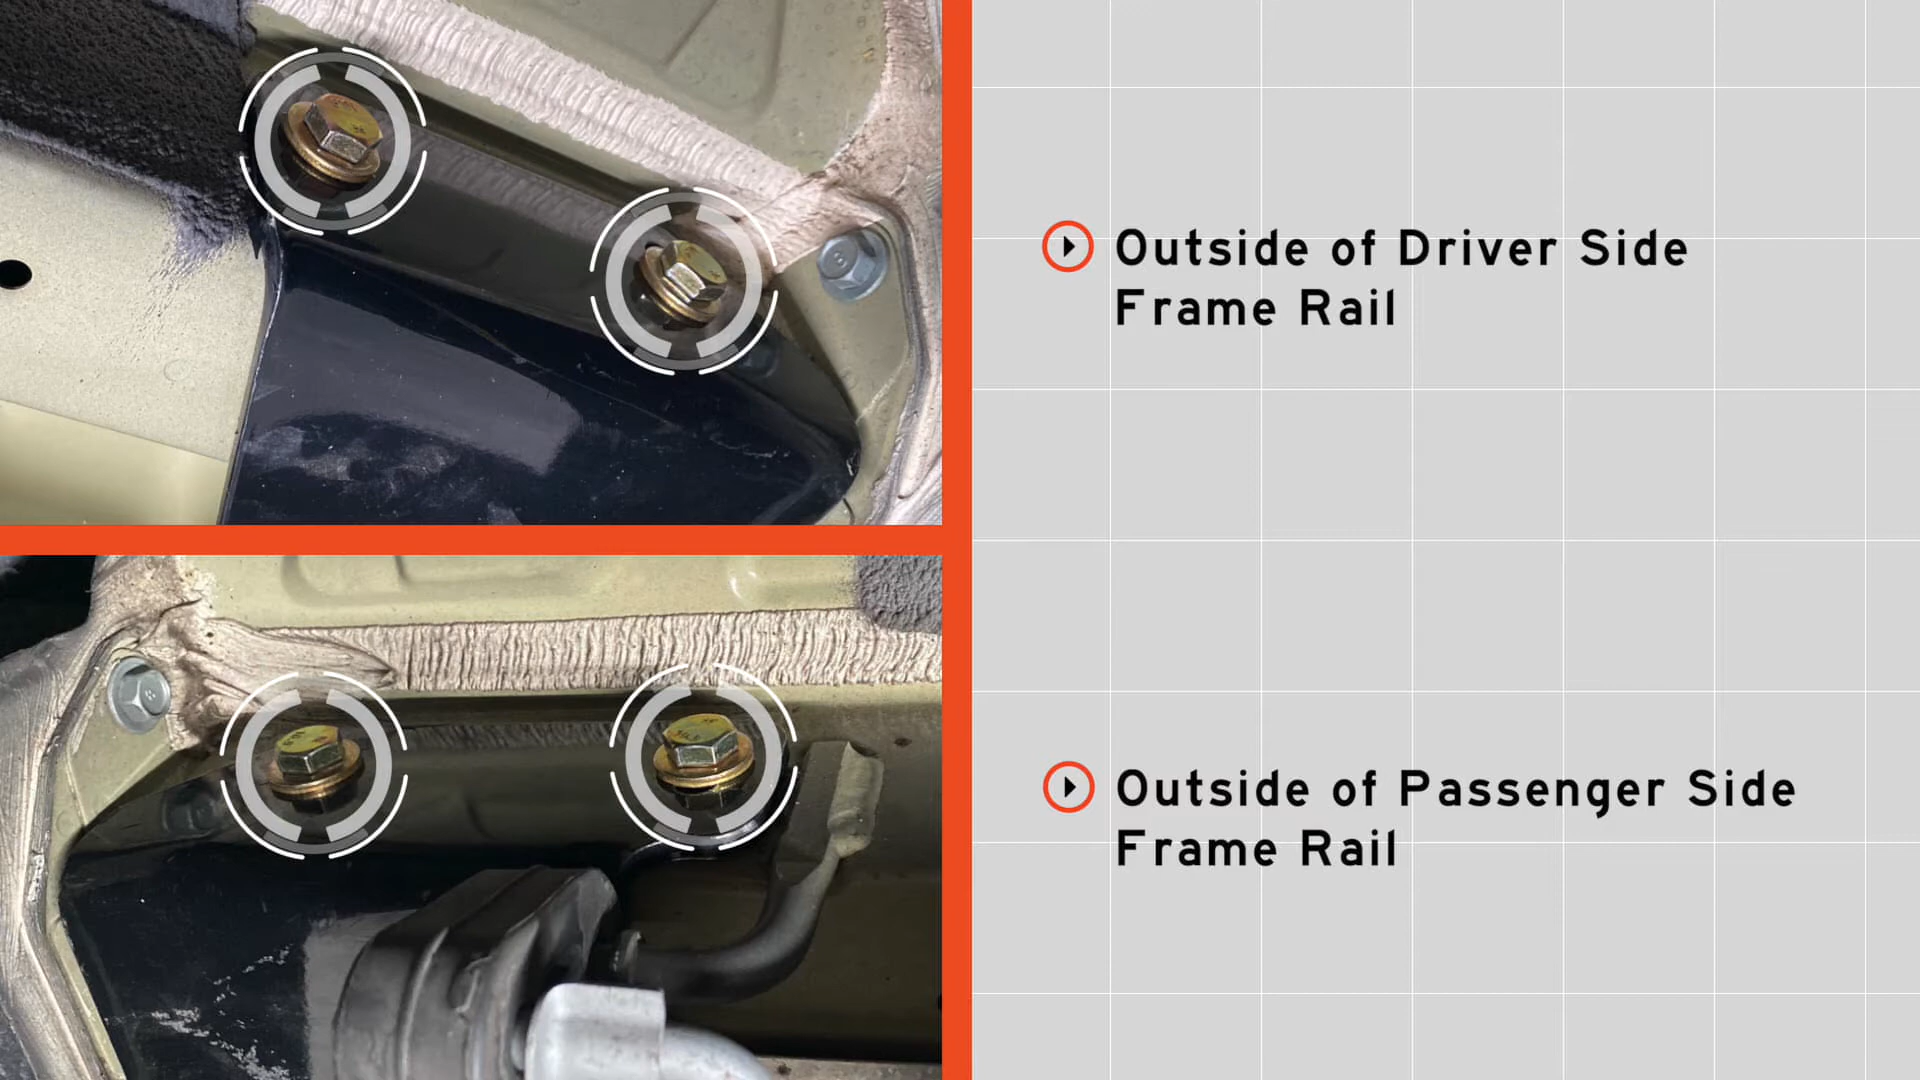 Outside of Driver Side
Frame Rail
Outside of Passenger Side
Frame Rail